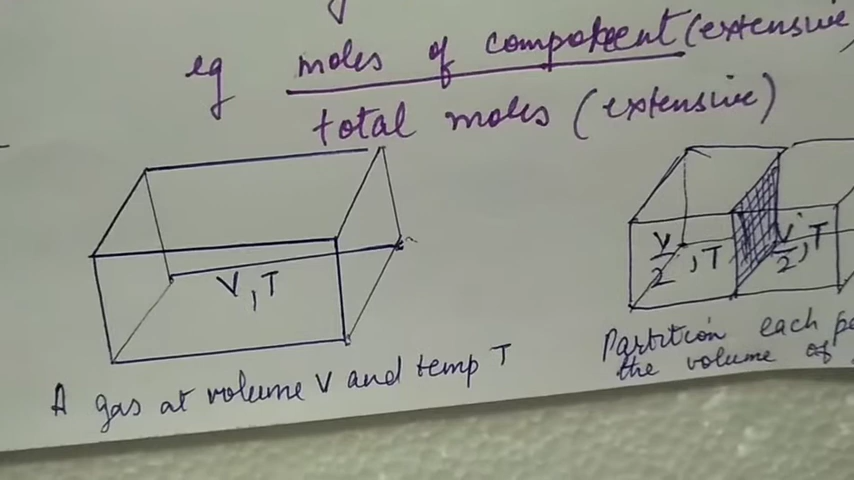 eg moles of component (extensive)
total moles (extensive)
V, T
V/2, T
V/2, T
A gas at volume V and temp T
Partition each
the volume of